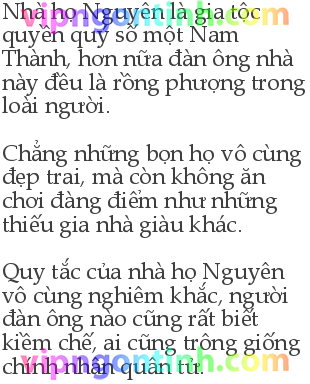 Nhà họ Nguyên là gia tộc
quyền quý số một Nam
Thành, hơn nữa đàn ông nhà
này đều là rồng phượng trong
loài người.
Chẳng những bọn họ vô cùng
đẹp trai, mà còn không ăn
chơi đàng điểm như những
thiếu gia nhà giàu khác.
Quy tắc của nhà họ Nguyên
vô cùng nghiêm khắc, người
đàn ông nào cũng rất biết
kiềm chế, ai cũng trông giống
chính nhân quân tử.
vipngontinh.com
vipngontinh.com